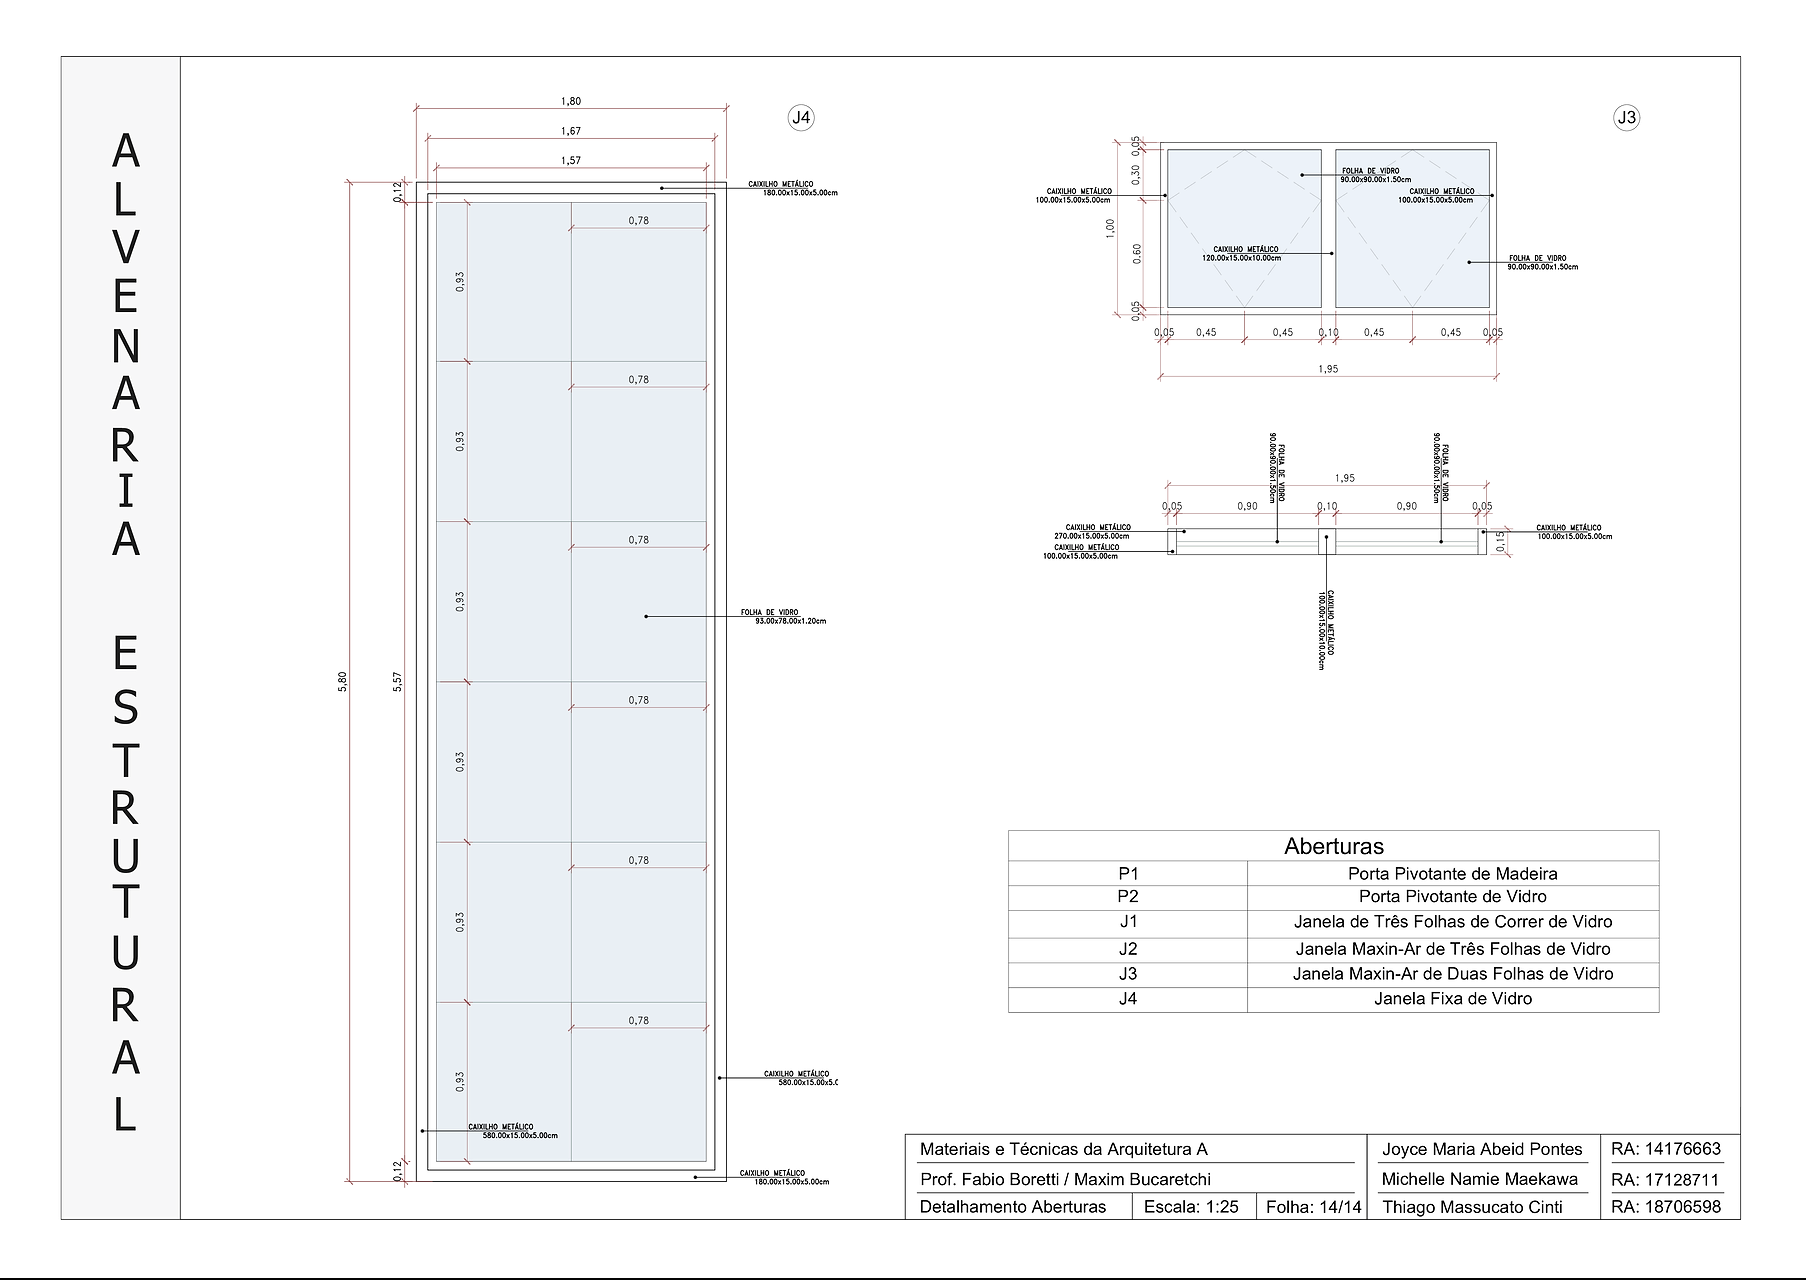 ALVENARIA ESTRUTURAL
1,80
1,67
1,57
J4
0,12
CAIXILHO METÁLICO
180.00x15.00x5.00cm
0,78
0,93
0,78
0,93
0,78
0,93
FOLHA DE VIDRO
93.00x78.00x1.20cm
5,80
5,57
0,78
0,93
0,78
0,93
0,78
0,93
CAIXILHO METÁLICO
580.00x15.00x5.0
CAIXILHO METÁLICO
580.00x15.00x5.00cm
0,12
CAIXILHO METÁLICO
180.00x15.00x5.00cm
J3
0,05
0,30
1,00
0,60
0,05
FOLHA DE VIDRO
90.00x90.00x1.50cm
CAIXILHO METÁLICO
100.00x15.00x5.00cm
CAIXILHO METÁLICO
100.00x15.00x5.00cm
CAIXILHO METÁLICO
120.00x15.00x10.00cm
FOLHA DE VIDRO
90.00x90.00x1.50cm
0,05 0,45 0,45 0,10 0,45 0,45 0,05
1,95
FOLHA DE VIDRO
90.00x90.00x1.50cm
FOLHA DE VIDRO
90.00x90.00x1.50cm
1,95
0,05 0,90 0,10 0,90 0,05
CAIXILHO METÁLICO
270.00x15.00x5.00cm
CAIXILHO METÁLICO
100.00x15.00x5.00cm
0,15
CAIXILHO METÁLICO
100.00x15.00x5.00cm
CAIXILHO METÁLICO
100.00x15.00x10.00cm
Aberturas
P1 Porta Pivotante de Madeira
P2 Porta Pivotante de Vidro
J1 Janela de Três Folhas de Correr de Vidro
J2 Janela Maxin-Ar de Três Folhas de Vidro
J3 Janela Maxin-Ar de Duas Folhas de Vidro
J4 Janela Fixa de Vidro
Materiais e Técnicas da Arquitetura A
Prof. Fabio Boretti / Maxim Bucaretchi
Detalhamento Aberturas Escala: 1:25 Folha: 14/14
Joyce Maria Abeid Pontes RA: 14176663
Michelle Namie Maekawa RA: 17128711
Thiago Massucato Cinti RA: 18706598